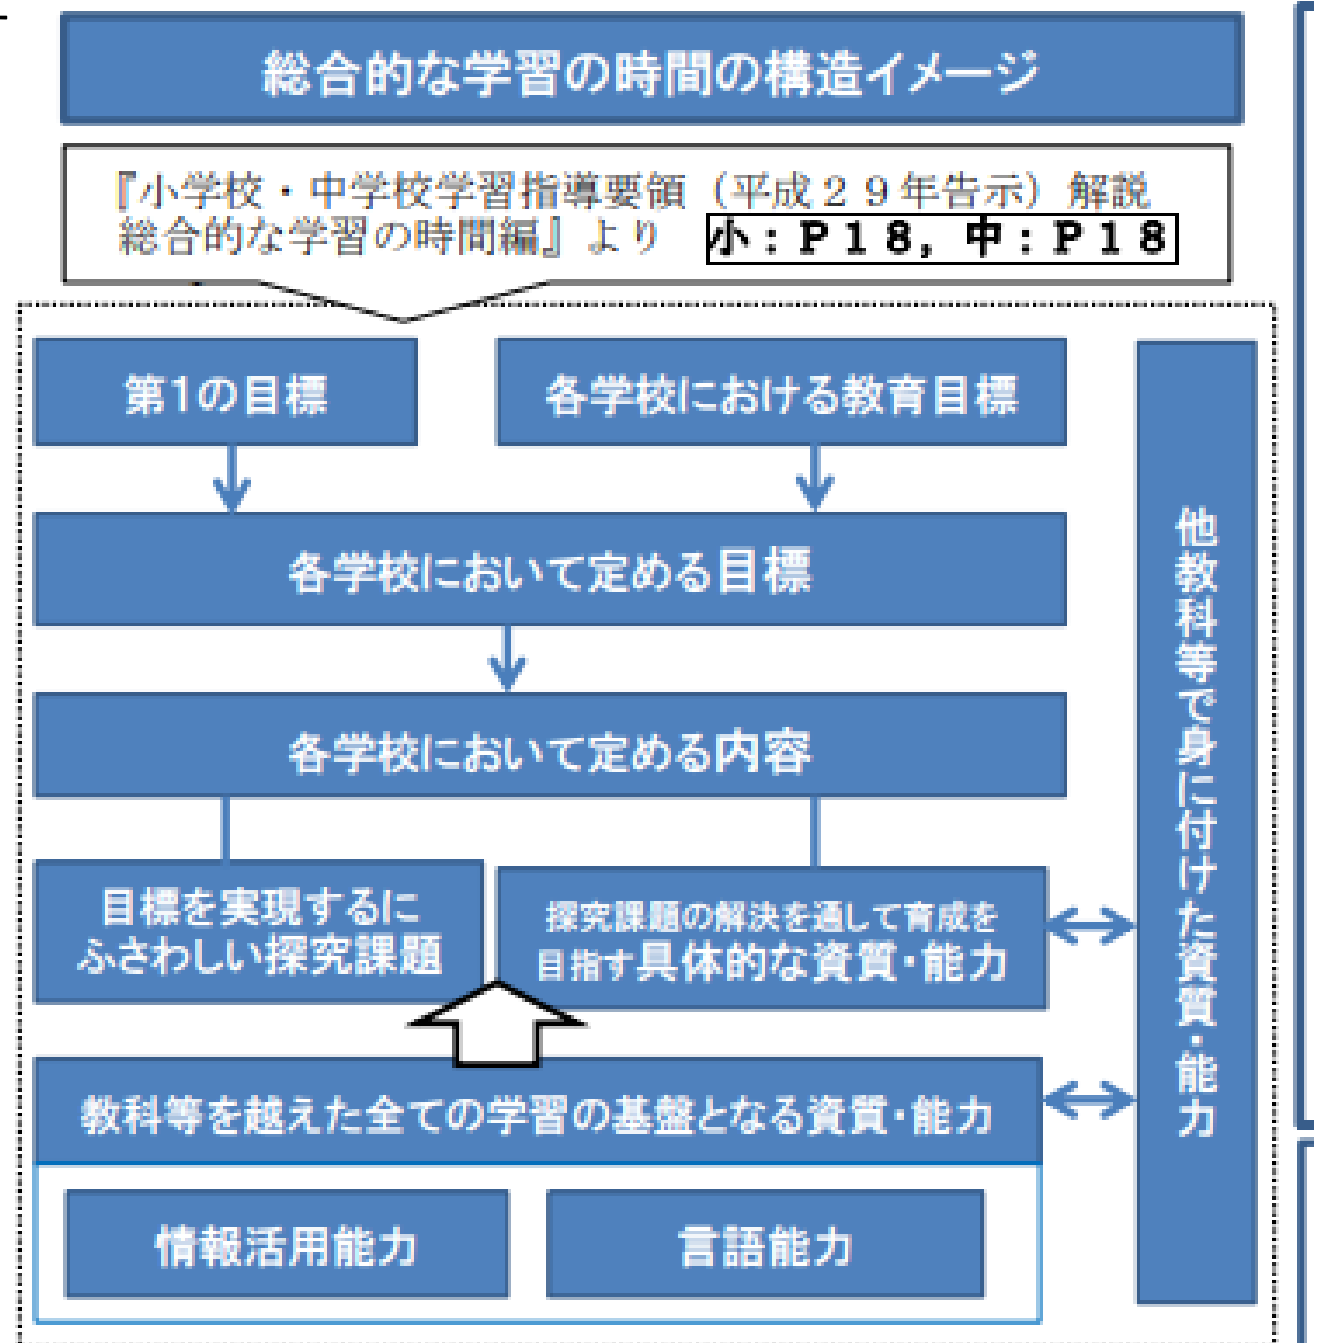 総合的な学習の時間の構造イメージ
『小学校・中学校学習指導要領（平成２９年告示）解説
総合的な学習の時間編』より　小：Ｐ１８，中：Ｐ１８
第1の目標
各学校における教育目標
各学校において定める目標
各学校において定める内容
目標を実現するに
ふさわしい探究課題
探究課題の解決を通して育成を
目指す具体的な資質・能力
教科等を越えた全ての学習の基盤となる資質・能力
情報活用能力
言語能力
他教科等で身に付けた資質・能力